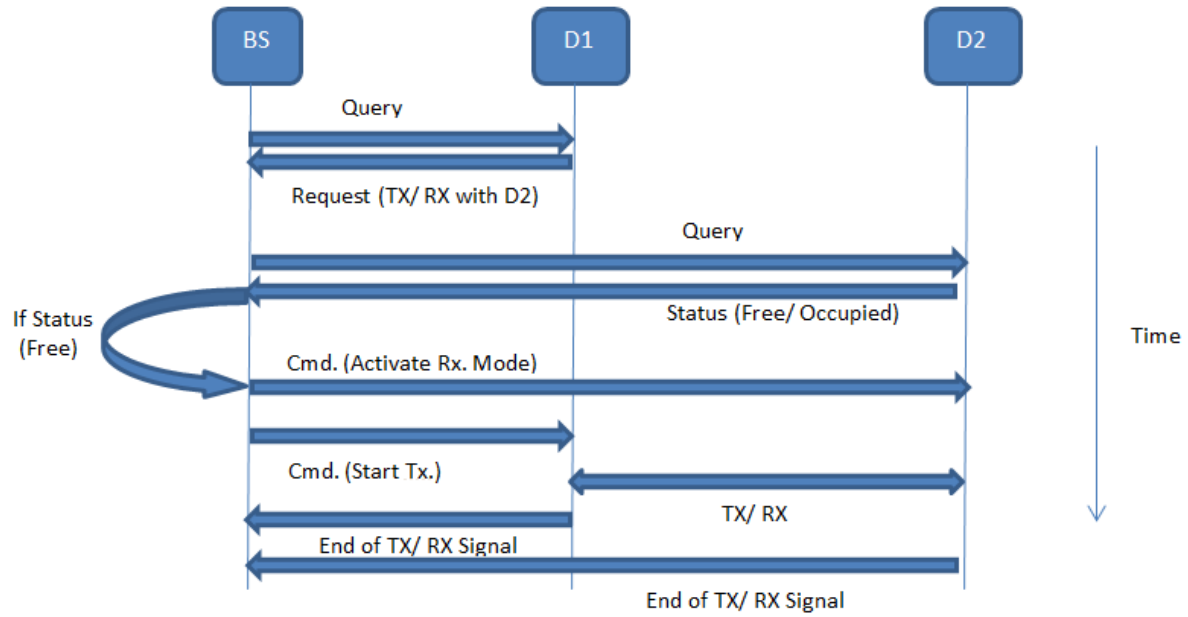 BS
D1
D2
Query
Request (TX/ RX with D2)
Query
Status (Free/ Occupied)
If Status
(Free)
Time
Cmd. (Activate Rx. Mode)
Cmd. (Start Tx.)
TX/ RX
End of TX/ RX Signal
End of TX/ RX Signal